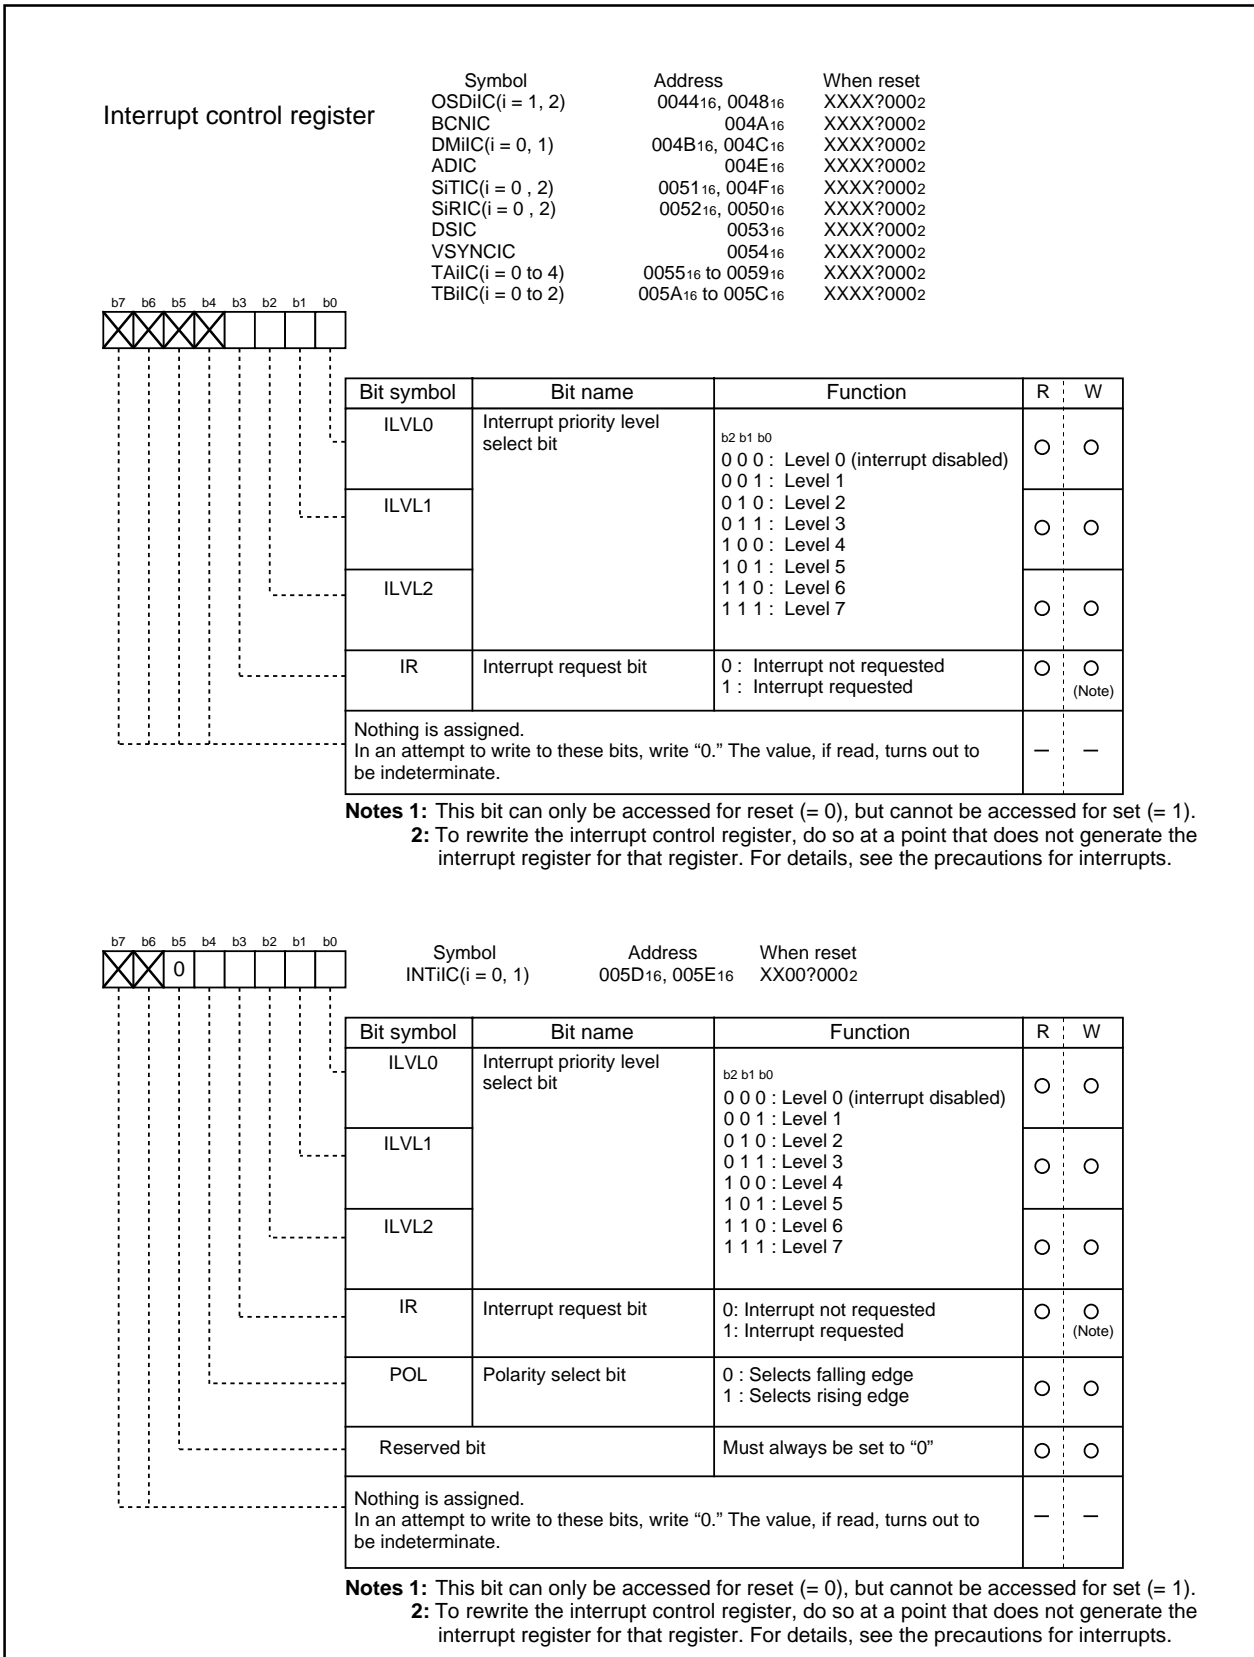 Interrupt control register
Symbol Address When reset
OSDiIC(i = 1, 2) 004416, 004816 XXXX?0002
BCNIC 004A16 XXXX?0002
DMiIC(i = 0, 1) 004B16, 004C16 XXXX?0002
ADIC 004E16 XXXX?0002
SiTIC(i = 0 , 2) 005116, 004F16 XXXX?0002
SiRIC(i = 0 , 2) 005216, 005016 XXXX?0002
DSIC 005316 XXXX?0002
VSYNCIC 005416 XXXX?0002
TAiIC(i = 0 to 4) 005516 to 005916 XXXX?0002
TBiIC(i = 0 to 2) 005A16 to 005C16 XXXX?0002
b7 b6 b5 b4 b3 b2 b1 b0
Bit symbol Bit name Function R W
ILVL0 Interrupt priority level
select bit
b2 b1 b0
0 0 0 : Level 0 (interrupt disabled)
0 0 1 : Level 1
ILVL1 0 1 0 : Level 2
0 1 1 : Level 3
1 0 0 : Level 4
1 0 1 : Level 5
ILVL2 1 1 0 : Level 6
1 1 1 : Level 7
IR Interrupt request bit 0 : Interrupt not requested
1 : Interrupt requested (Note)
Nothing is assigned.
In an attempt to write to these bits, write “0.” The value, if read, turns out to
be indeterminate.
Notes 1: This bit can only be accessed for reset (= 0), but cannot be accessed for set (= 1).
2: To rewrite the interrupt control register, do so at a point that does not generate the
interrupt register for that register. For details, see the precautions for interrupts.
b7 b6 b5 b4 b3 b2 b1 b0
0
Symbol Address When reset
INTiIC(i = 0, 1) 005D16, 005E16 XX00?0002
Bit symbol Bit name Function R W
ILVL0 Interrupt priority level
select bit
b2 b1 b0
0 0 0 : Level 0 (interrupt disabled)
0 0 1 : Level 1
ILVL1 0 1 0 : Level 2
0 1 1 : Level 3
1 0 0 : Level 4
1 0 1 : Level 5
ILVL2 1 1 0 : Level 6
1 1 1 : Level 7
IR Interrupt request bit 0: Interrupt not requested
1: Interrupt requested (Note)
POL Polarity select bit 0 : Selects falling edge
1 : Selects rising edge
Reserved bit Must always be set to “0”
Nothing is assigned.
In an attempt to write to these bits, write “0.” The value, if read, turns out to
be indeterminate.
Notes 1: This bit can only be accessed for reset (= 0), but cannot be accessed for set (= 1).
2: To rewrite the interrupt control register, do so at a point that does not generate the
interrupt register for that register. For details, see the precautions for interrupts.